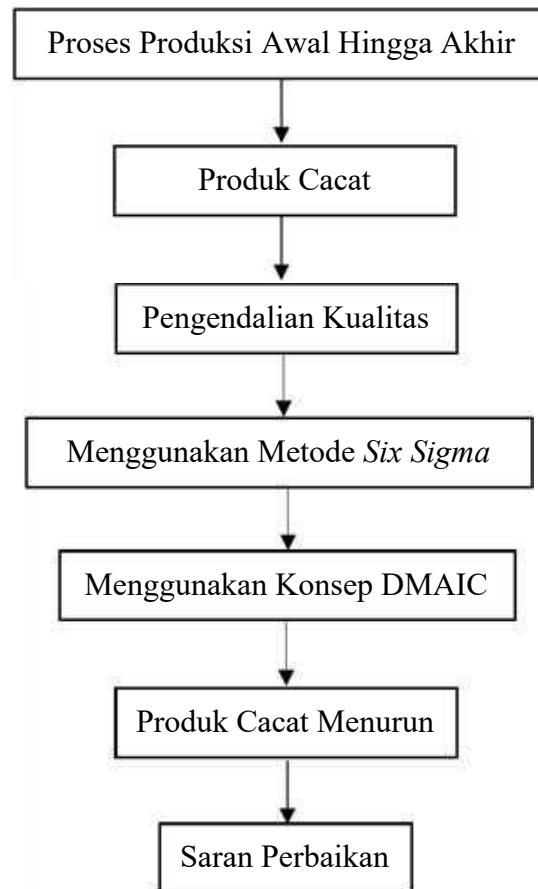 Proses Produksi Awal Hingga Akhir
Produk Cacat
Pengendalian Kualitas
Menggunakan Metode Six Sigma
Menggunakan Konsep DMAIC
Produk Cacat Menurun
Saran Perbaikan